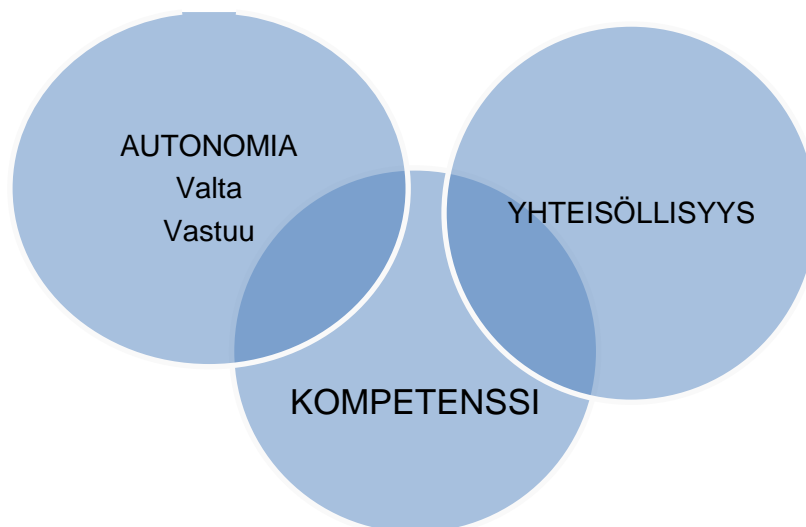 AUTONOMIA
Valta
Vastuu
YHTEISÖLLISYYS
KOMPETENSSI